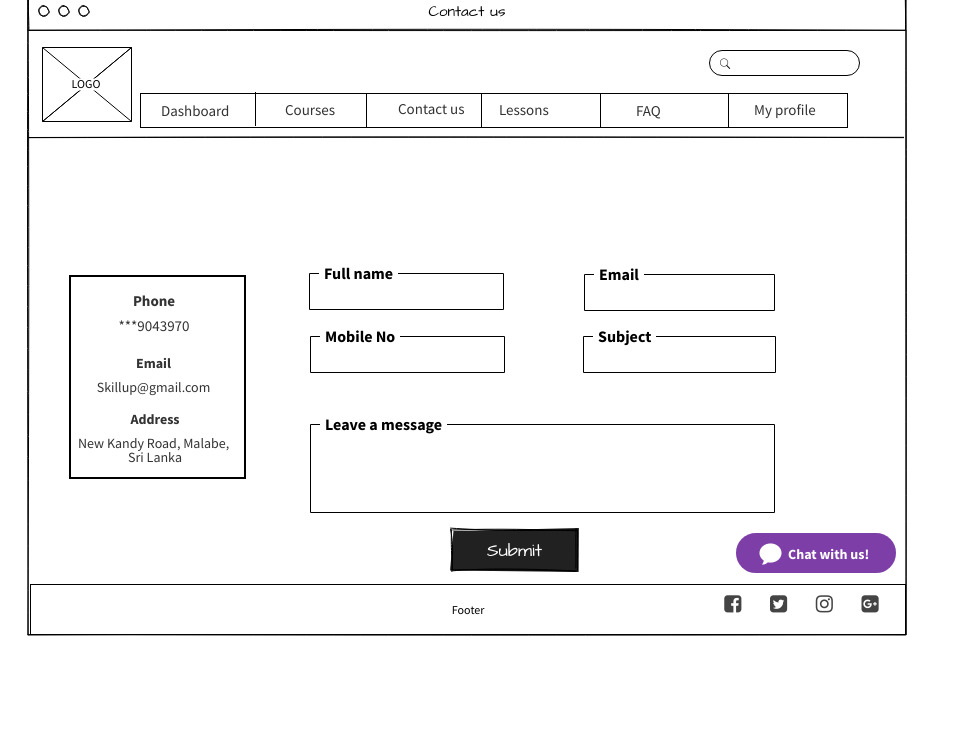 Contact us
LOGO
Dashboard
Courses
Contact us
Lessons
FAQ
My profile
Phone
***9043970
Email
Skillup@gmail.com
Address
New Kandy Road, Malabe,
Sri Lanka
Full name
Email
Mobile No
Subject
Leave a message
Submit
Chat with us!
Footer